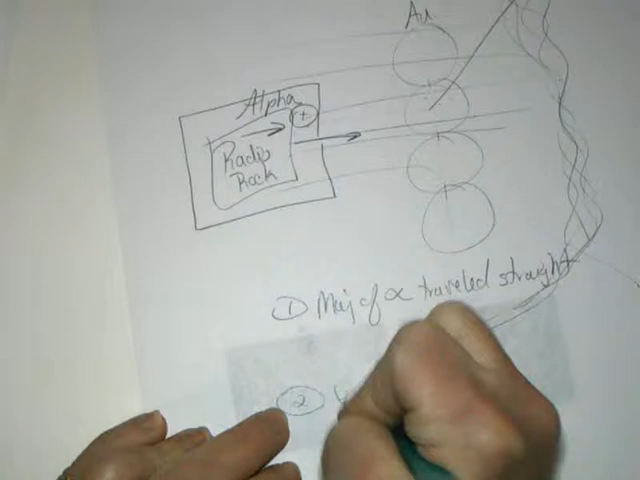 Au
Alpha
+
Radio
Rock
① Maj of α traveled straight
②